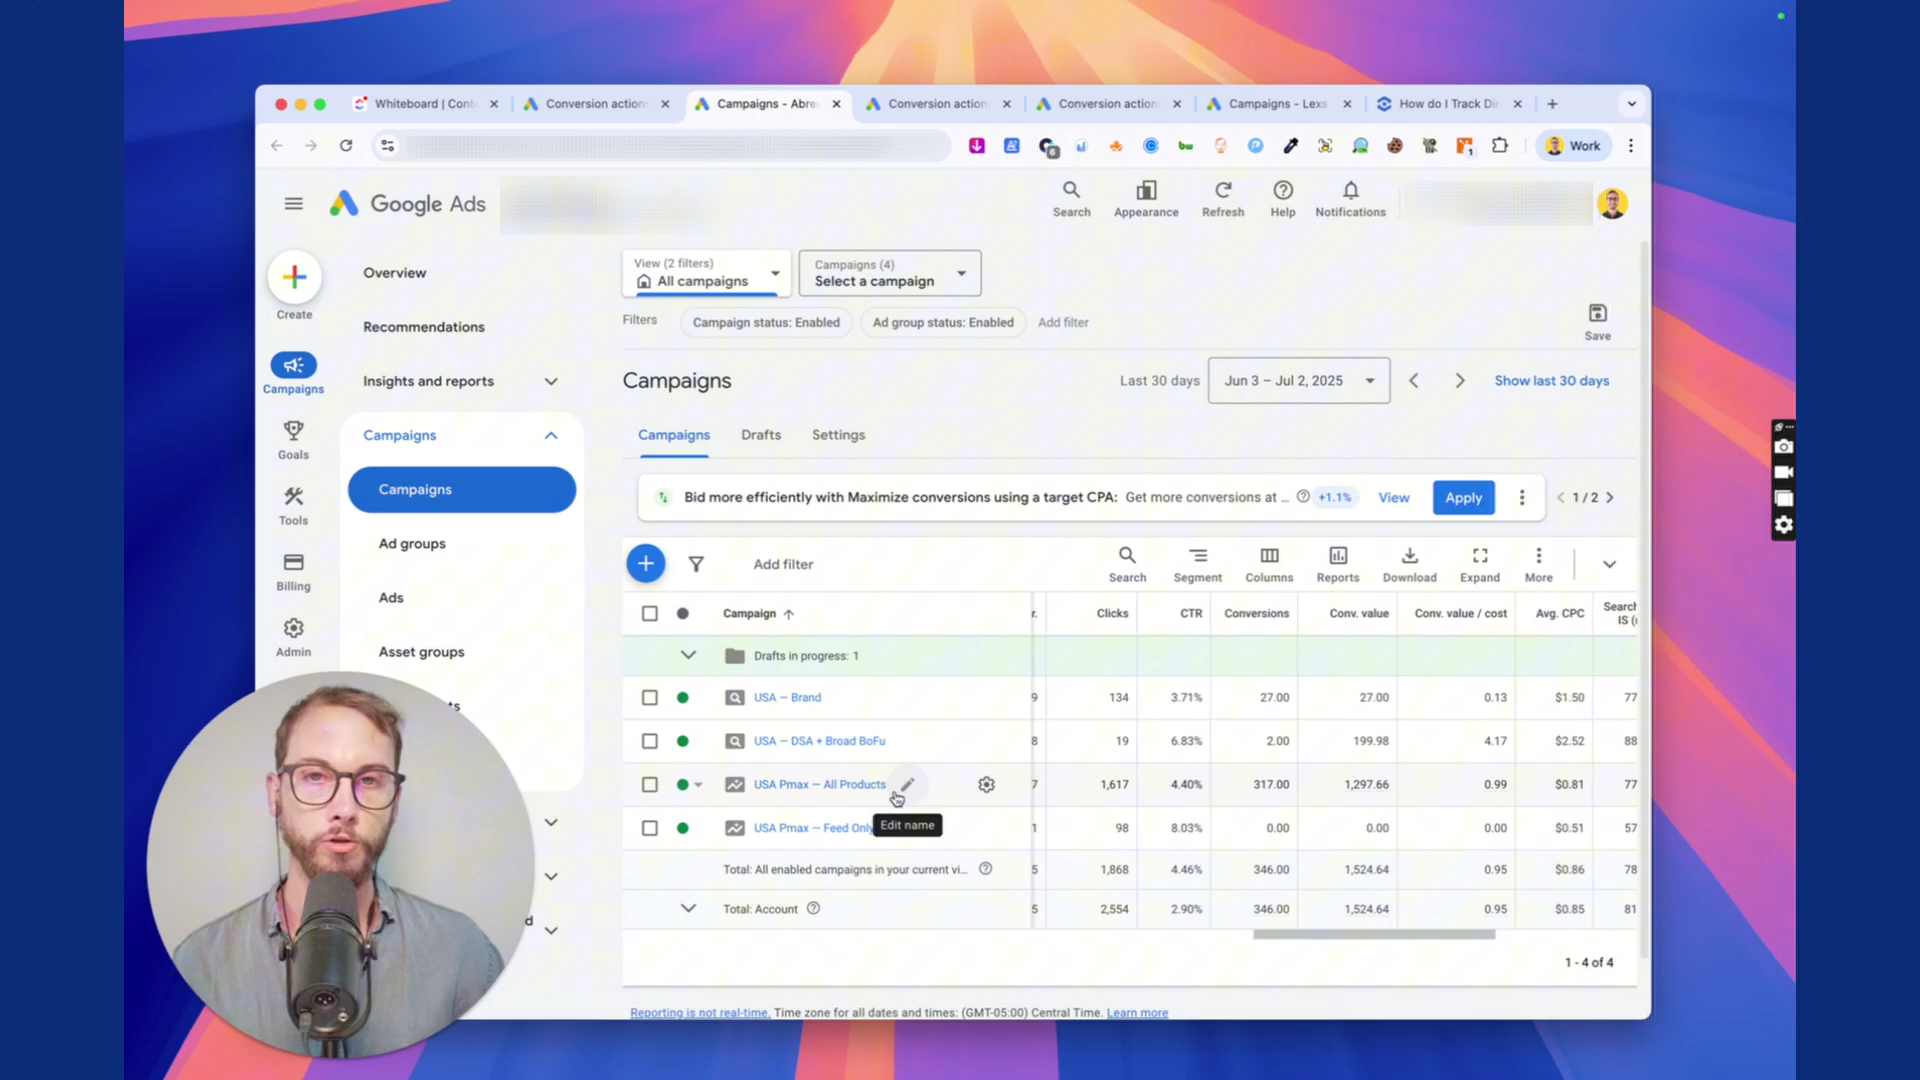 Whiteboard | Cont
Conversion action
Campaigns - Abre
Conversion action
Conversion action
Campaigns - Lexs
How do I Track Di
6
bw
1
Work
Google Ads
Search
Appearance
Refresh
Help
Notifications
Create
Campaigns
Goals
Tools
Billing
Admin
Overview
Recommendations
Insights and reports
Campaigns
Campaigns
Ad groups
Ads
Asset groups
ts
d
View (2 filters)
All campaigns
Campaigns (4)
Select a campaign
Filters
Campaign status: Enabled
Ad group status: Enabled
Add filter
Save
Campaigns
Last 30 days
Jun 3 – Jul 2, 2025
Show last 30 days
Campaigns
Drafts
Settings
Bid more efficiently with Maximize conversions using a target CPA: Get more conversions at ...
+1.1%
View
Apply
1 / 2
Add filter
Search
Segment
Columns
Reports
Download
Expand
More
Campaign r. Clicks CTR Conversions Conv. value Conv. value / cost Avg. CPC Search IS (
Drafts in progress: 1
USA – Brand 9 134 3.71% 27.00 27.00 0.13 $1.50 77
USA – DSA + Broad BoFu 8 19 6.83% 2.00 199.98 4.17 $2.52 88
USA Pmax – All Products 7 1,617 4.40% 317.00 1,297.66 0.99 $0.81 77
Edit name
USA Pmax – Feed Only 1 98 8.03% 0.00 0.00 0.00 $0.51 57
Total: All enabled campaigns in your current vi... 5 1,868 4.46% 346.00 1,524.64 0.95 $0.86 78
Total: Account 5 2,554 2.90% 346.00 1,524.64 0.95 $0.85 81
1 - 4 of 4
Reporting is not real-time. Time zone for all dates and times: (GMT-05:00) Central Time. Learn more